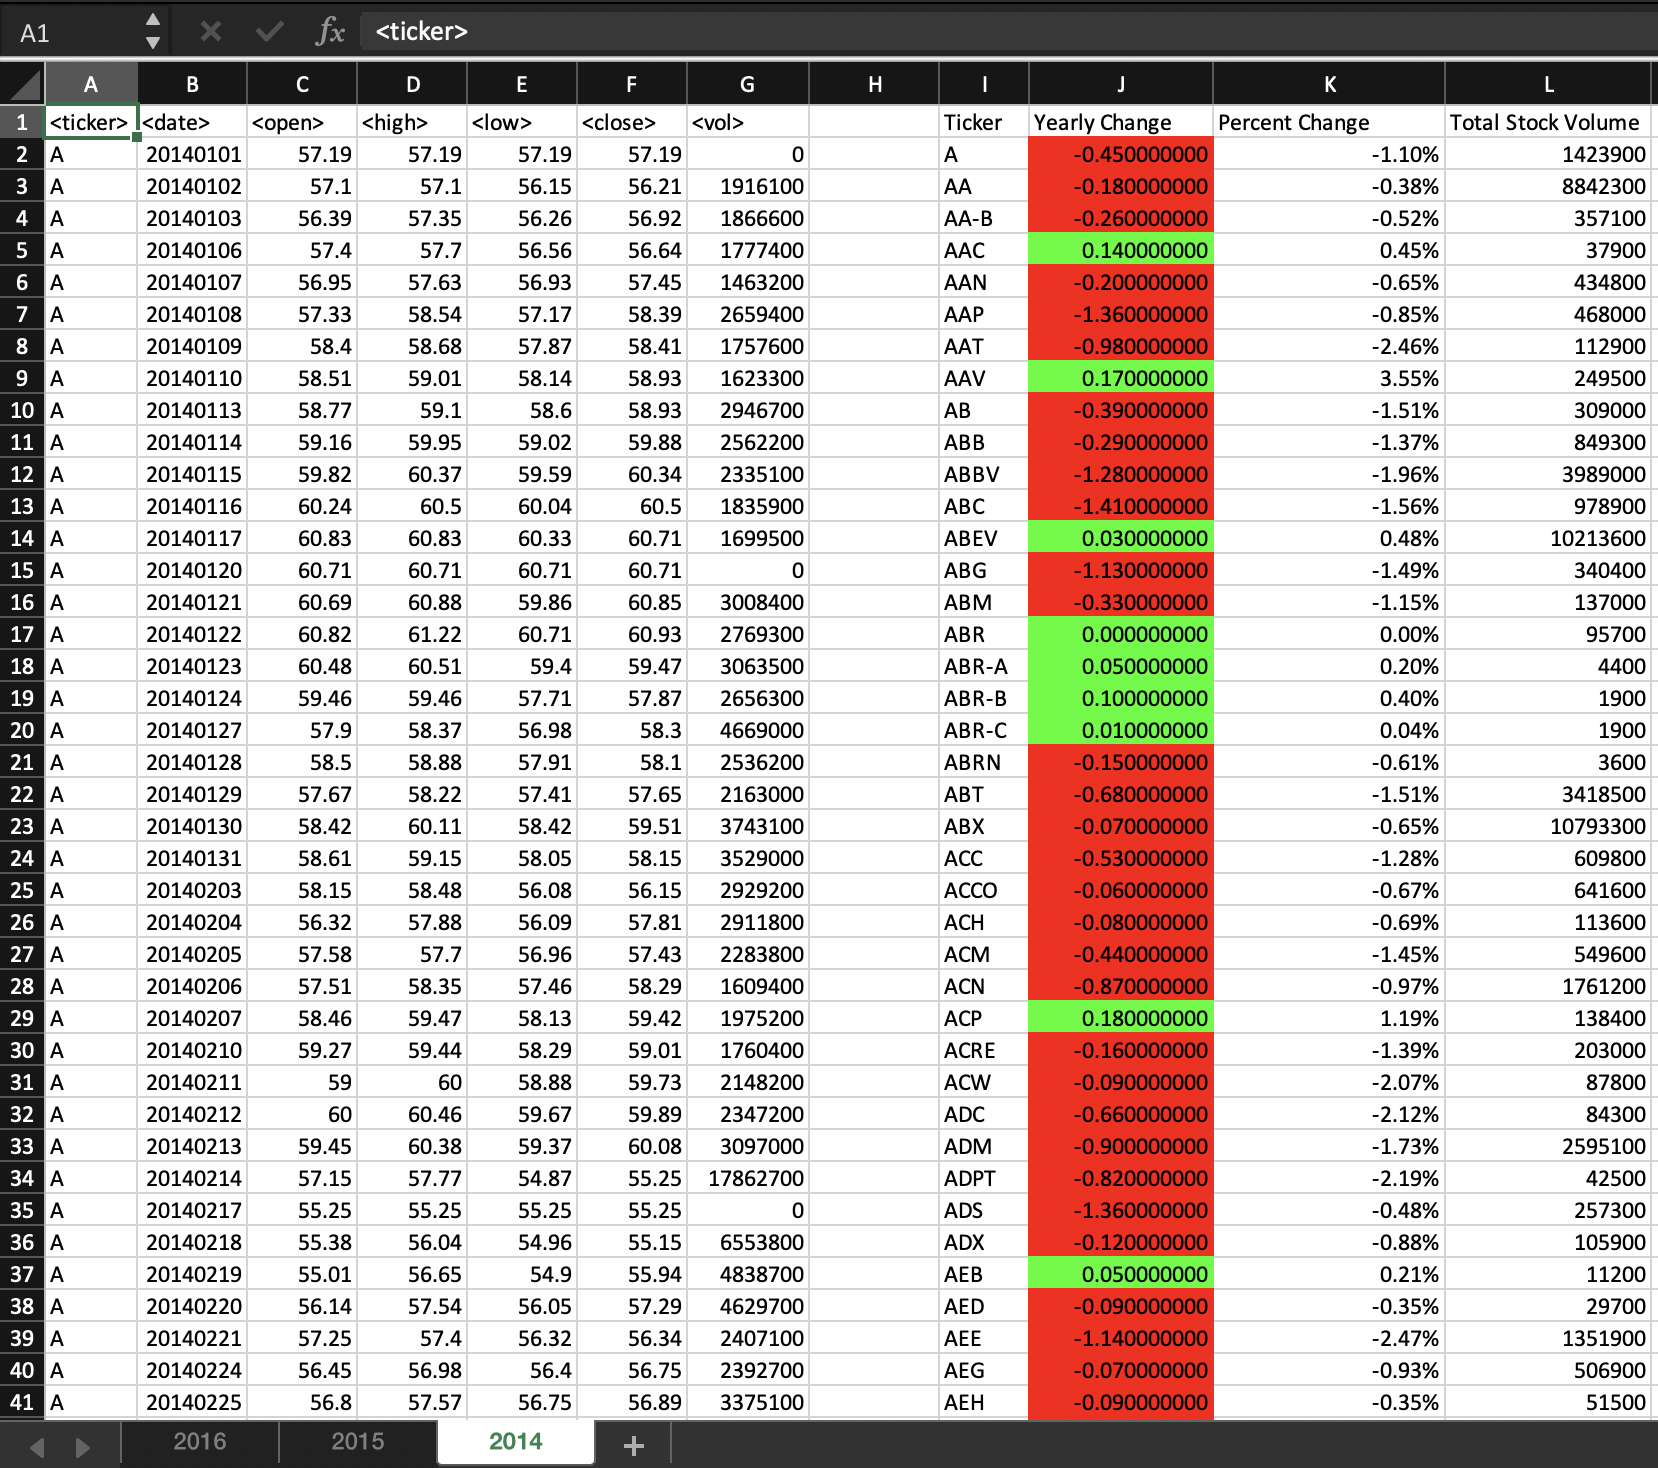 A1 fx <ticker>
A B C D E F G H I J K L
1 <ticker> <date> <open> <high> <low> <close> <vol> Ticker Yearly Change Percent Change Total Stock Volume
2 A 20140101 57.19 57.19 57.19 57.19 0 A -0.450000000 -1.10% 1423900
3 A 20140102 57.1 57.1 56.15 56.21 1916100 AA -0.180000000 -0.38% 8842300
4 A 20140103 56.39 57.35 56.26 56.92 1866600 AA-B -0.260000000 -0.52% 357100
5 A 20140106 57.4 57.7 56.56 56.64 1777400 AAC 0.140000000 0.45% 37900
6 A 20140107 56.95 57.63 56.93 57.45 1463200 AAN -0.200000000 -0.65% 434800
7 A 20140108 57.33 58.54 57.17 58.39 2659400 AAP -1.360000000 -0.85% 468000
8 A 20140109 58.4 58.68 57.87 58.41 1757600 AAT -0.980000000 -2.46% 112900
9 A 20140110 58.51 59.01 58.14 58.93 1623300 AAV 0.170000000 3.55% 249500
10 A 20140113 58.77 59.1 58.6 58.93 2946700 AB -0.390000000 -1.51% 309000
11 A 20140114 59.16 59.95 59.02 59.88 2562200 ABB -0.290000000 -1.37% 849300
12 A 20140115 59.82 60.37 59.59 60.34 2335100 ABBV -1.280000000 -1.96% 3989000
13 A 20140116 60.24 60.5 60.04 60.5 1835900 ABC -1.410000000 -1.56% 978900
14 A 20140117 60.83 60.83 60.33 60.71 1699500 ABEV 0.030000000 0.48% 10213600
15 A 20140120 60.71 60.71 60.71 60.71 0 ABG -1.130000000 -1.49% 340400
16 A 20140121 60.69 60.88 59.86 60.85 3008400 ABM -0.330000000 -1.15% 137000
17 A 20140122 60.82 61.22 60.71 60.93 2769300 ABR 0.000000000 0.00% 95700
18 A 20140123 60.48 60.51 59.4 59.47 3063500 ABR-A 0.050000000 0.20% 4400
19 A 20140124 59.46 59.46 57.71 57.87 2656300 ABR-B 0.100000000 0.40% 1900
20 A 20140127 57.9 58.37 56.98 58.3 4669000 ABR-C 0.010000000 0.04% 1900
21 A 20140128 58.5 58.88 57.91 58.1 2536200 ABRN -0.150000000 -0.61% 3600
22 A 20140129 57.67 58.22 57.41 57.65 2163000 ABT -0.680000000 -1.51% 3418500
23 A 20140130 58.42 60.11 58.42 59.51 3743100 ABX -0.070000000 -0.65% 10793300
24 A 20140131 58.61 59.15 58.05 58.15 3529000 ACC -0.530000000 -1.28% 609800
25 A 20140203 58.15 58.48 56.08 56.15 2929200 ACCO -0.060000000 -0.67% 641600
26 A 20140204 56.32 57.88 56.09 57.81 2911800 ACH -0.080000000 -0.69% 113600
27 A 20140205 57.58 57.7 56.96 57.43 2283800 ACM -0.440000000 -1.45% 549600
28 A 20140206 57.51 58.35 57.46 58.29 1609400 ACN -0.870000000 -0.97% 1761200
29 A 20140207 58.46 59.47 58.13 59.42 1975200 ACP 0.180000000 1.19% 138400
30 A 20140210 59.27 59.44 58.29 59.01 1760400 ACRE -0.160000000 -1.39% 203000
31 A 20140211 59 60 58.88 59.73 2148200 ACW -0.090000000 -2.07% 87800
32 A 20140212 60 60.46 59.67 59.89 2347200 ADC -0.660000000 -2.12% 84300
33 A 20140213 59.45 60.38 59.37 60.08 3097000 ADM -0.900000000 -1.73% 2595100
34 A 20140214 57.15 57.77 54.87 55.25 17862700 ADPT -0.820000000 -2.19% 42500
35 A 20140217 55.25 55.25 55.25 55.25 0 ADS -1.360000000 -0.48% 257300
36 A 20140218 55.38 56.04 54.96 55.15 6553800 ADX -0.120000000 -0.88% 105900
37 A 20140219 55.01 56.65 54.9 55.94 4838700 AEB 0.050000000 0.21% 11200
38 A 20140220 56.14 57.54 56.05 57.29 4629700 AED -0.090000000 -0.35% 29700
39 A 20140221 57.25 57.4 56.32 56.34 2407100 AEE -1.140000000 -2.47% 1351900
40 A 20140224 56.45 56.98 56.4 56.75 2392700 AEG -0.070000000 -0.93% 506900
41 A 20140225 56.8 57.57 56.75 56.89 3375100 AEH -0.090000000 -0.35% 51500
2016 2015 2014 +